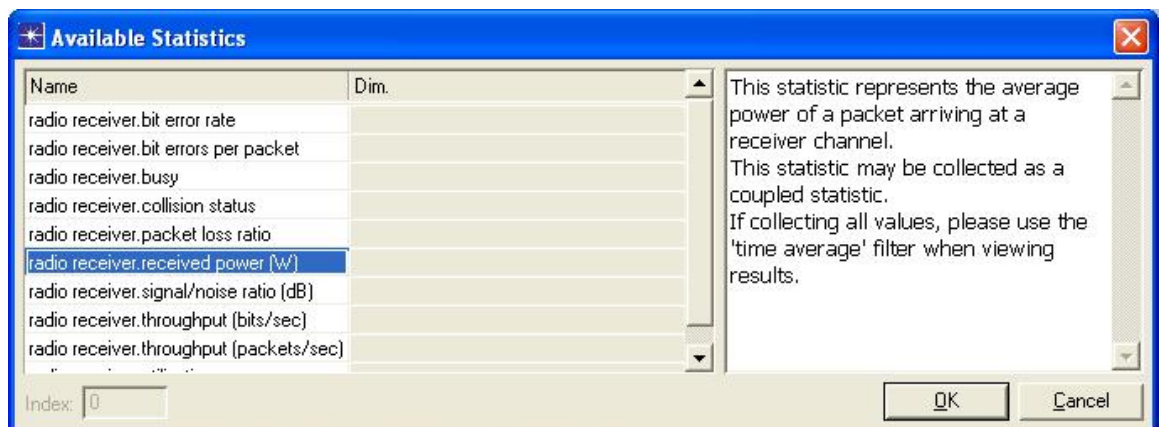 Available Statistics
Name Dim.
radio receiver.bit error rate
radio receiver.bit errors per packet
radio receiver.busy
radio receiver.collision status
radio receiver.packet loss ratio
radio receiver.received power (W)
radio receiver.signal/noise ratio (dB)
radio receiver.throughput (bits/sec)
radio receiver.throughput (packets/sec)
This statistic represents the average
power of a packet arriving at a
receiver channel.
This statistic may be collected as a
coupled statistic.
If collecting all values, please use the
'time average' filter when viewing
results.
Index: 0
OK Cancel